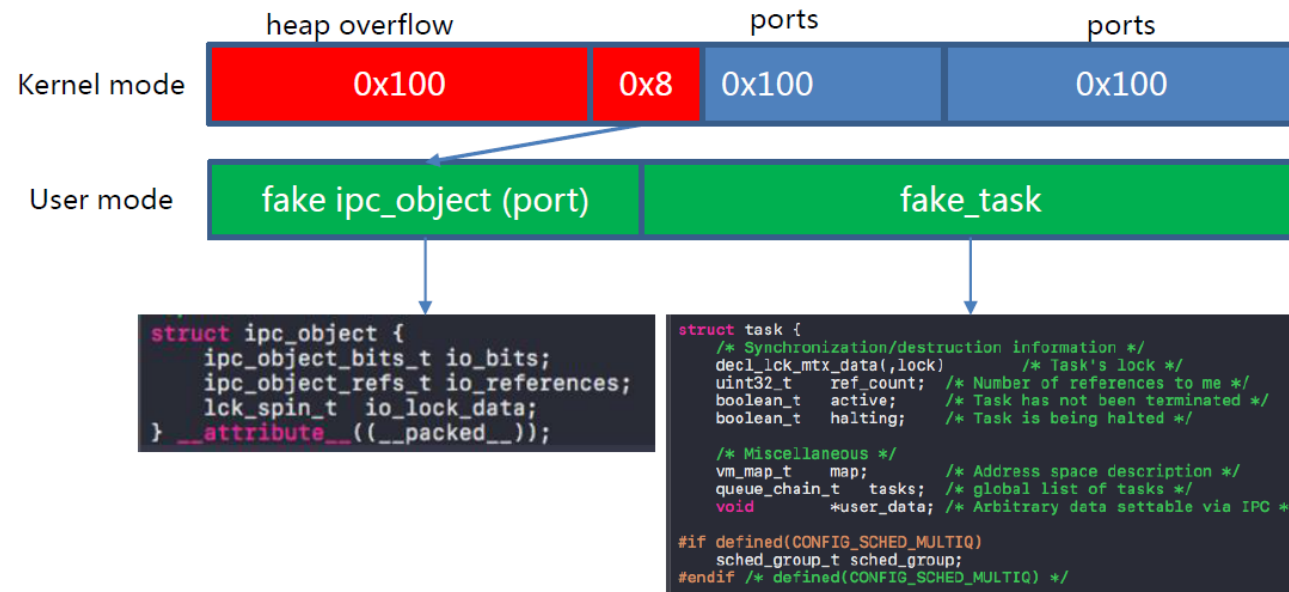 heap overflow
ports
ports
Kernel mode
0x100
0x8
0x100
0x100
User mode
fake ipc_object (port)
fake_task
struct ipc_object {
    ipc_object_bits_t io_bits;
    ipc_object_refs_t io_references;
    lck_spin_t  io_lock_data;
} __attribute__((__packed__));
struct task {
    /* Synchronization/destruction information */
    decl_lck_mtx_data(,lock)        /* Task's lock */
    uint32_t    ref_count;  /* Number of references to me */
    boolean_t   active;     /* Task has not been terminated */
    boolean_t   halting;    /* Task is being halted */
    /* Miscellaneous */
    vm_map_t    map;        /* Address space description */
    queue_chain_t   tasks;  /* global list of tasks */
    void        *user_data; /* Arbitrary data settable via IPC *
#if defined(CONFIG_SCHED_MULTIQ)
    sched_group_t sched_group;
#endif /* defined(CONFIG_SCHED_MULTIQ) */